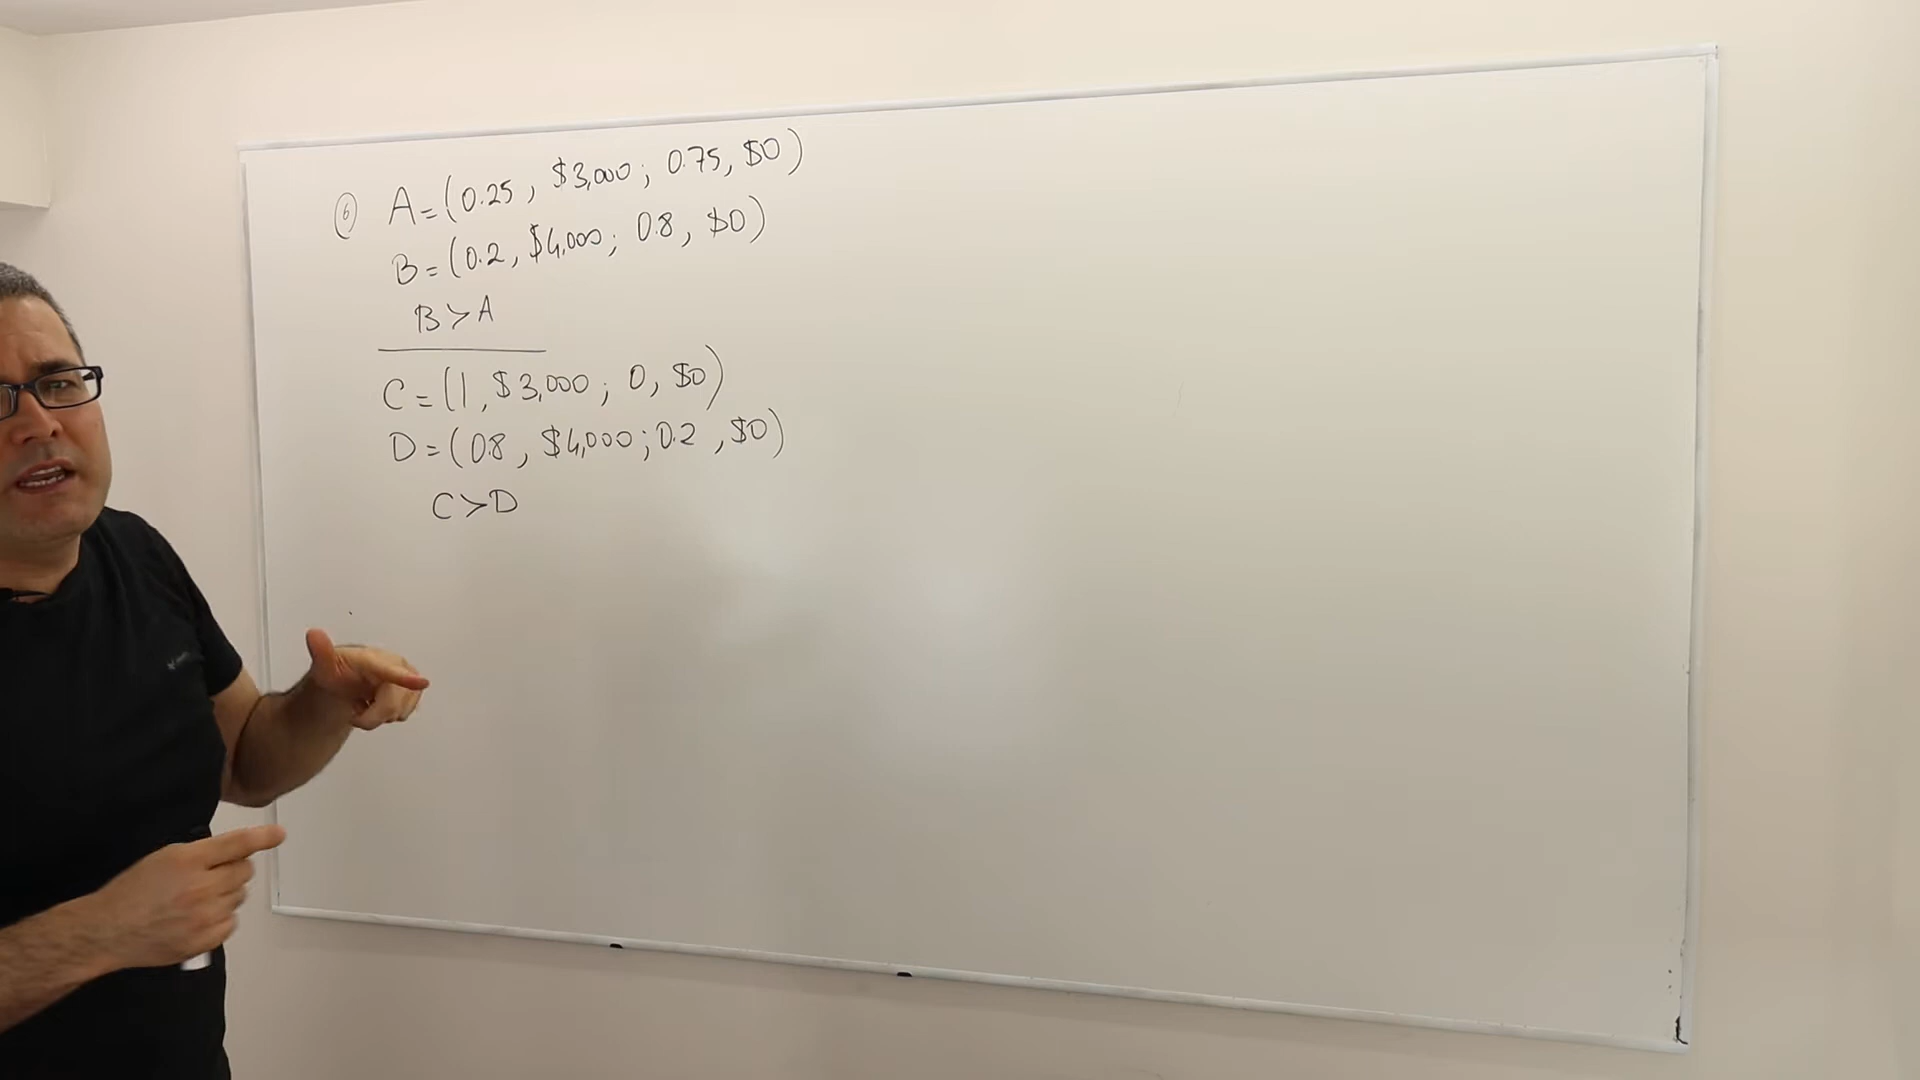 6 A = (0.25, $3,000; 0.75, $0)
B = (0.2, $4,000; 0.8, $0)
B > A
C = (1, $3,000; 0, $0)
D = (0.8, $4,000; 0.2, $0)
C > D